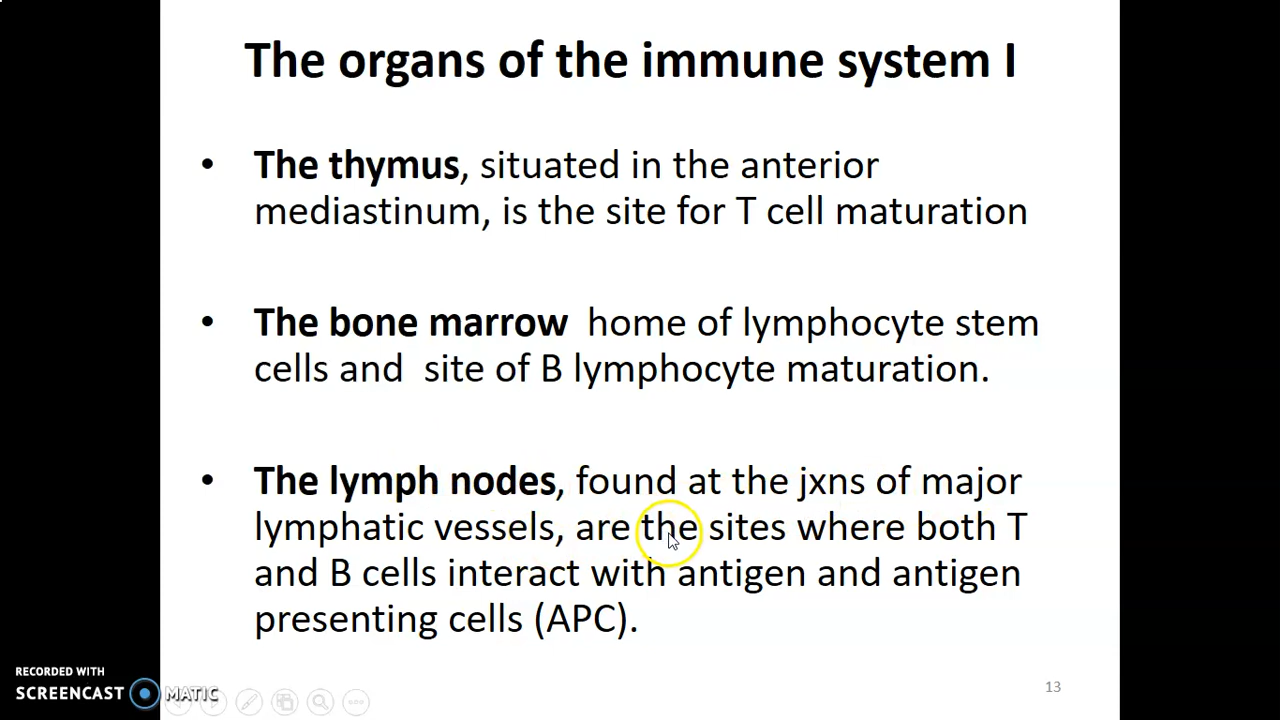 The organs of the immune system I
• The thymus, situated in the anterior
mediastinum, is the site for T cell maturation
• The bone marrow home of lymphocyte stem
cells and site of B lymphocyte maturation.
• The lymph nodes, found at the jxns of major
lymphatic vessels, are the sites where both T
and B cells interact with antigen and antigen
presenting cells (APC).
RECORDED WITH
SCREENCAST MATIC
13